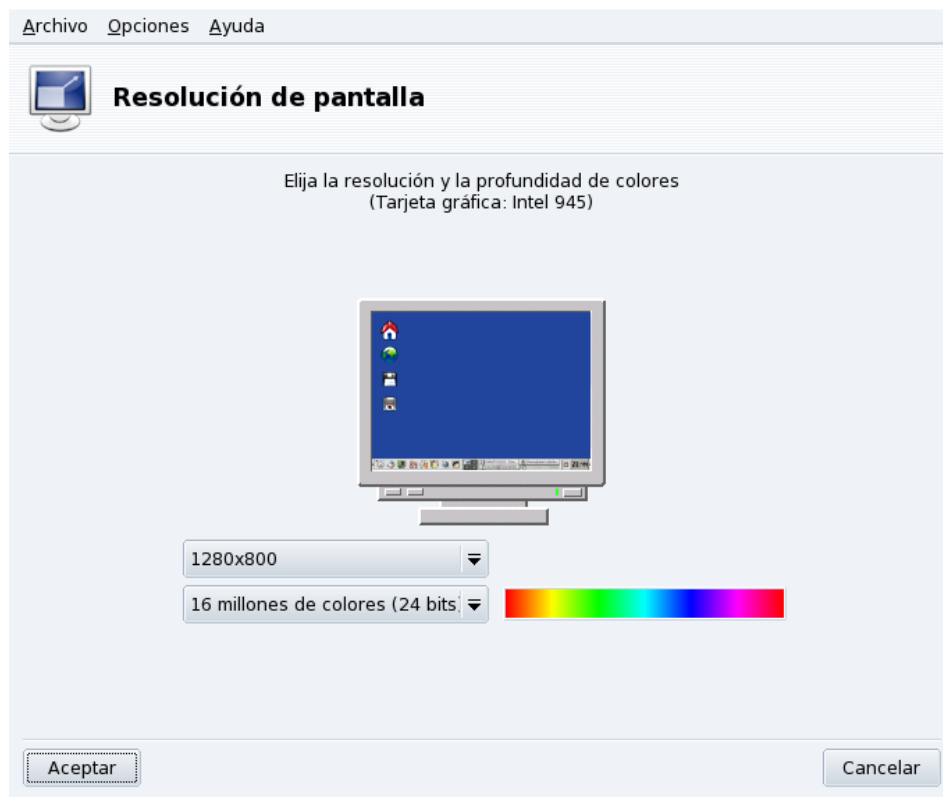 Archivo Opciones Ayuda
Resolución de pantalla
Elija la resolución y la profundidad de colores
(Tarjeta gráfica: Intel 945)
1280x800
16 millones de colores (24 bits
Aceptar
Cancelar